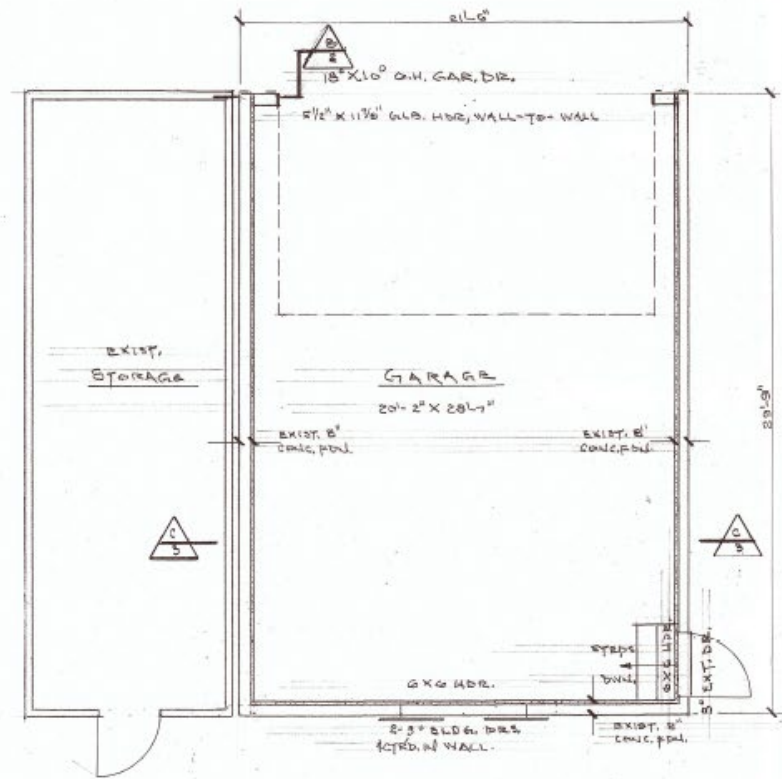 21'-6"
B
2
18° X 10° O.H. GAR. DR.
5 1/2" X 11 7/8" GLB. HDR, WALL-TO-WALL
EXIST.
STORAGE
GARAGE
20'-2" X 28'-7"
29'-9"
EXIST. 8"
CONC. FDN.
EXIST. 8"
CONC. FDN.
C
3
C
3
STEPS
DWN.
6X6 HDR.
3° EXT. DR.
6X6 HDR.
2-3° BLDG. DRS
CTRD. IN WALL.
EXIST. 8"
CONC. FDN.